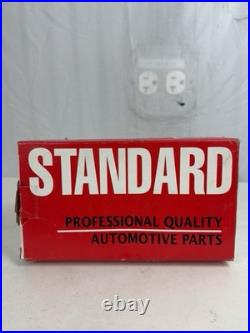 STANDARD
PROFESSIONAL QUALITY
AUTOMOTIVE PARTS